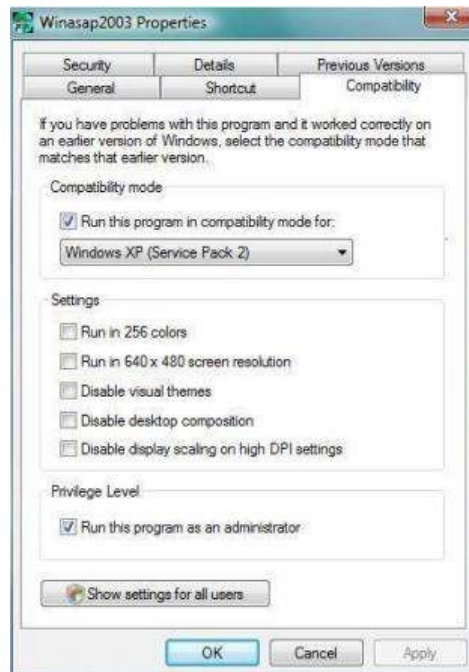 Winasap2003 Properties
Security Details Previous Versions
General Shortcut Compatibility
If you have problems with this program and it worked correctly on
an earlier version of Windows, select the compatibility mode that
matches that earlier version.
Compatibility mode
Run this program in compatibility mode for:
Windows XP (Service Pack 2)
Settings
Run in 256 colors
Run in 640 x 480 screen resolution
Disable visual themes
Disable desktop composition
Disable display scaling on high DPI settings
Privilege Level
Run this program as an administrator
Show settings for all users
OK Cancel Apply